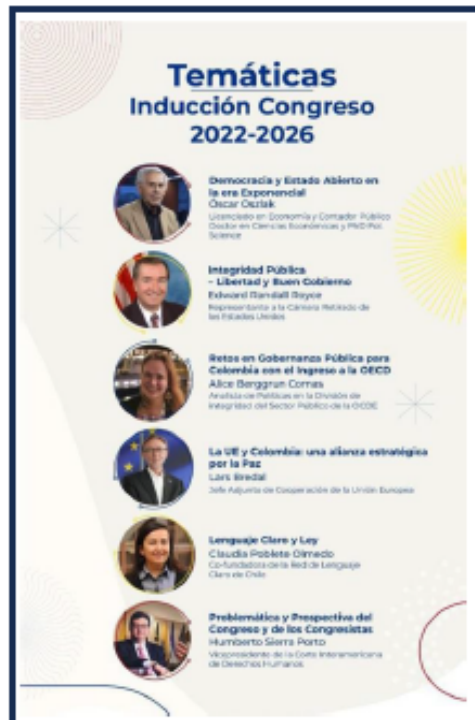 Temáticas
Inducción Congreso
2022-2026
Democracia y Estado Abierto en
la era Exponencial
Óscar Oszlak
Licenciado en Economía y Contador Público
Doctor en Ciencias Económicas y PhD Pol.
Science
Integridad Pública
– Libertad y Buen Gobierno
Edward Randall Royce
Representante a la Cámara Retirado de
los Estados Unidos
Retos en Gobernanza Pública para
Colombia con el Ingreso a la OECD
Alice Berggrun Comas
Analista de Políticas en la División de
Integridad del Sector Público de la OCDE
La UE y Colombia: una alianza estratégica
por la Paz
Lars Bredal
Jefe Adjunto de Cooperación de la Unión Europea
Lenguaje Claro y Ley
Claudia Poblete Olmedo
Co-fundadora de la Red de Lenguaje
Claro de Chile
Problemática y Prospectiva del
Congreso y de los Congresistas
Humberto Sierra Porto
Vicepresidente de la Corte Interamericana
de Derechos Humanos